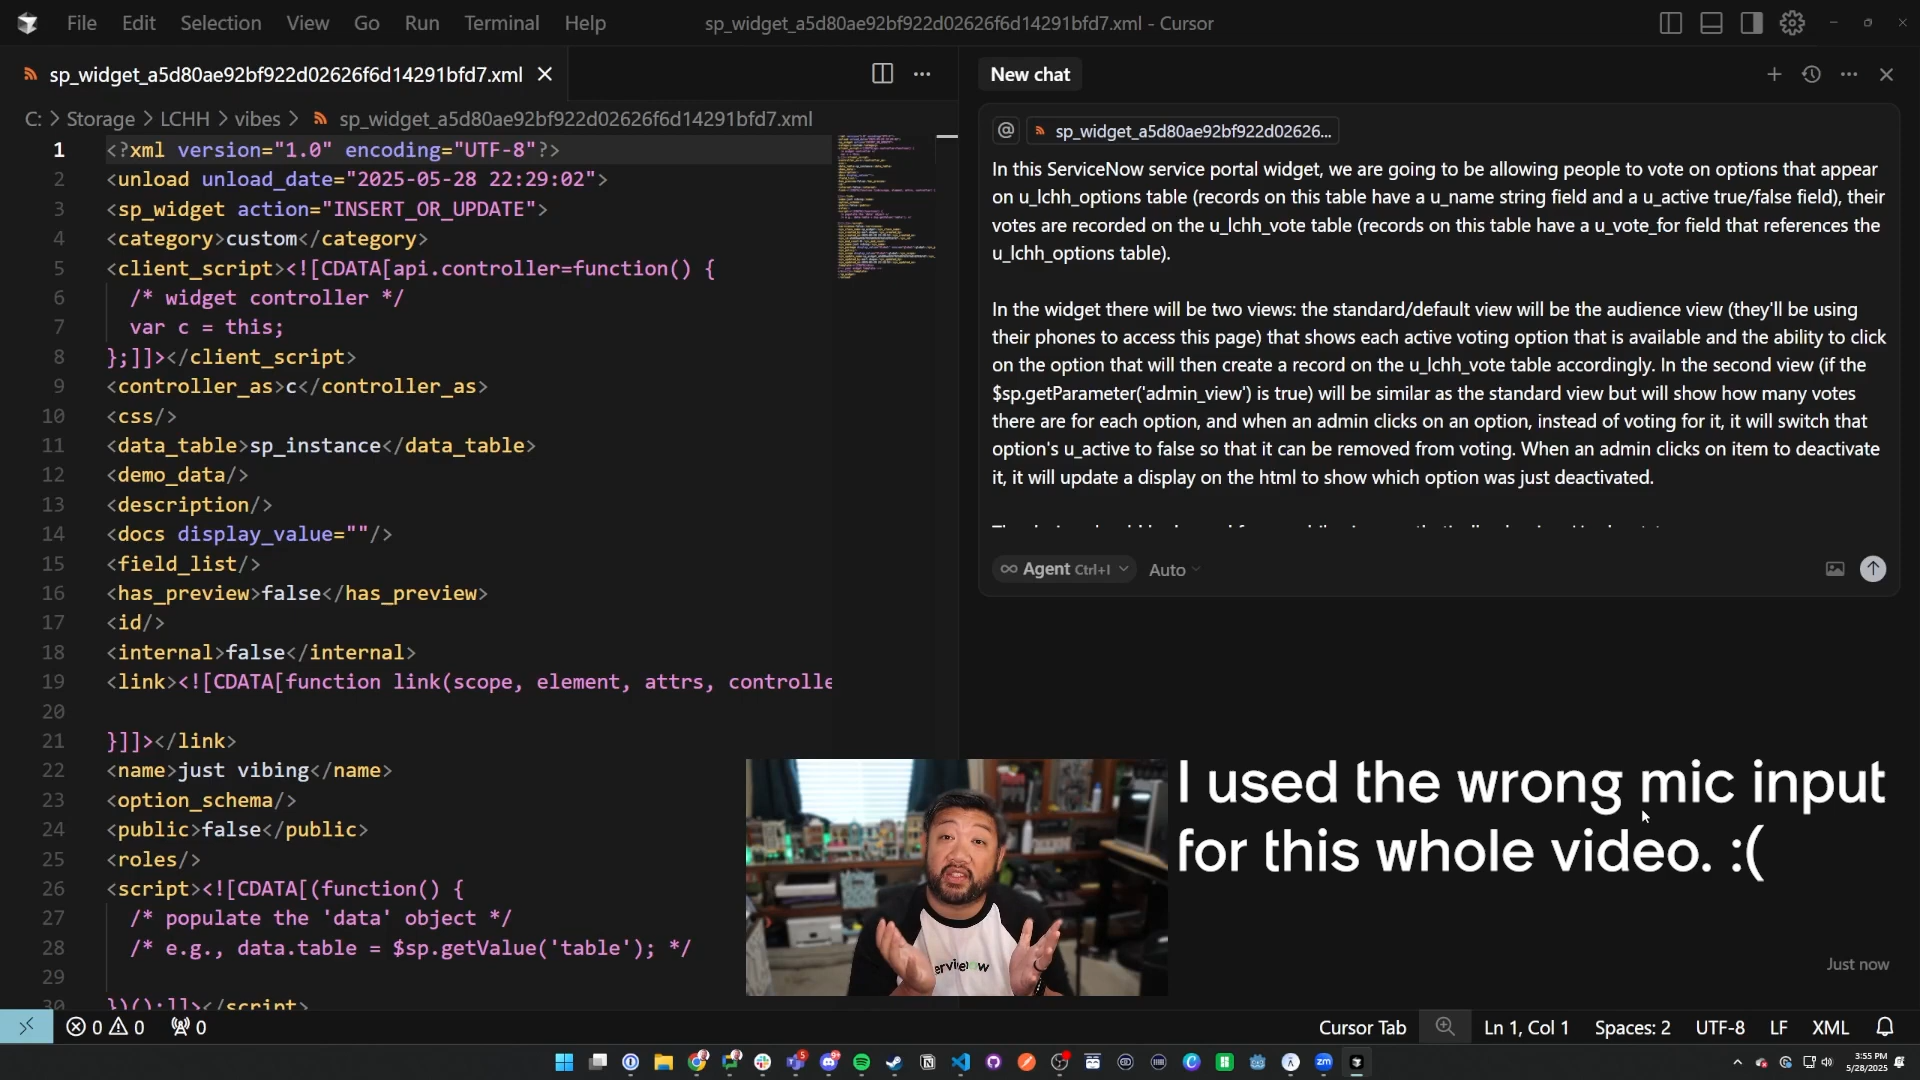 File Edit Selection View Go Run Terminal Help
sp_widget_a5d80ae92bf922d02626f6d14291bfd7.xml - Cursor
sp_widget_a5d80ae92bf922d02626f6d14291bfd7.xml
C: > Storage > LCHH > vibes > sp_widget_a5d80ae92bf922d02626f6d14291bfd7.xml
1 <?xml version="1.0" encoding="UTF-8"?>
2 <unload unload_date="2025-05-28 22:29:02">
3 <sp_widget action="INSERT_OR_UPDATE">
4 <category>custom</category>
5 <client_script><![CDATA[api.controller=function() {
6 /* widget controller */
7 var c = this;
8 };]]></client_script>
9 <controller_as>c</controller_as>
10 <css/>
11 <data_table>sp_instance</data_table>
12 <demo_data/>
13 <description/>
14 <docs display_value=""/>
15 <field_list/>
16 <has_preview>false</has_preview>
17 <id/>
18 <internal>false</internal>
19 <link><![CDATA[function link(scope, element, attrs, controlle
20
21 }]]></link>
22 <name>just vibing</name>
23 <option_schema/>
24 <public>false</public>
25 <roles/>
26 <script><![CDATA[(function() {
27 /* populate the 'data' object */
28 /* e.g., data.table = $sp.getValue('table'); */
29
30 })();]]></script>
New chat
@ sp_widget_a5d80ae92bf922d02626...
In this ServiceNow service portal widget, we are going to be allowing people to vote on options that appear
on u_lchh_options table (records on this table have a u_name string field and a u_active true/false field), their
votes are recorded on the u_lchh_vote table (records on this table have a u_vote_for field that references the
u_lchh_options table).
In the widget there will be two views: the standard/default view will be the audience view (they'll be using
their phones to access this page) that shows each active voting option that is available and the ability to click
on the option that will then create a record on the u_lchh_vote table accordingly. In the second view (if the
$sp.getParameter('admin_view') is true) will be similar as the standard view but will show how many votes
there are for each option, and when an admin clicks on an option, instead of voting for it, it will switch that
option's u_active to false so that it can be removed from voting. When an admin clicks on item to deactivate
it, it will update a display on the html to show which option was just deactivated.
Agent Ctrl+I Auto
I used the wrong mic input
for this whole video. :(
Just now
0 0 0
Cursor Tab Ln 1, Col 1 Spaces: 2 UTF-8 LF XML
3:55 PM
5/28/2025